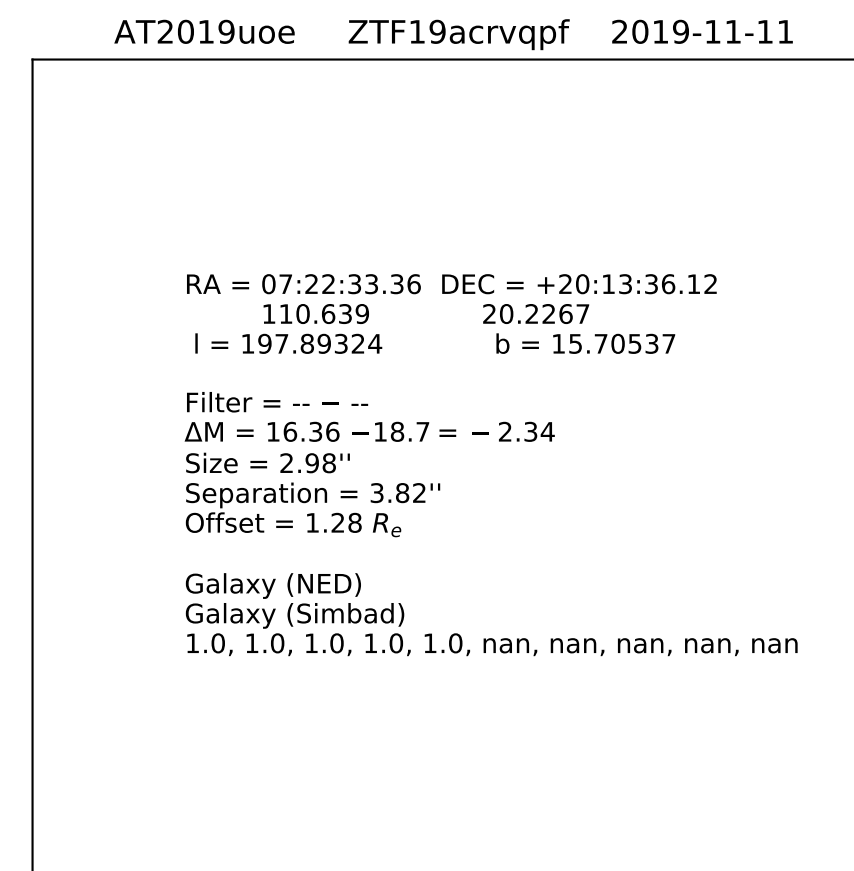 AT2019uoe ZTF19acrvqpf 2019-11-11
RA = 07:22:33.36 DEC = +20:13:36.12
110.639 20.2267
l = 197.89324 b = 15.70537
Filter = -- − --
ΔM = 16.36 −18.7 = − 2.34
Size = 2.98''
Separation = 3.82''
Offset = 1.28 Re
Galaxy (NED)
Galaxy (Simbad)
1.0, 1.0, 1.0, 1.0, 1.0, nan, nan, nan, nan, nan